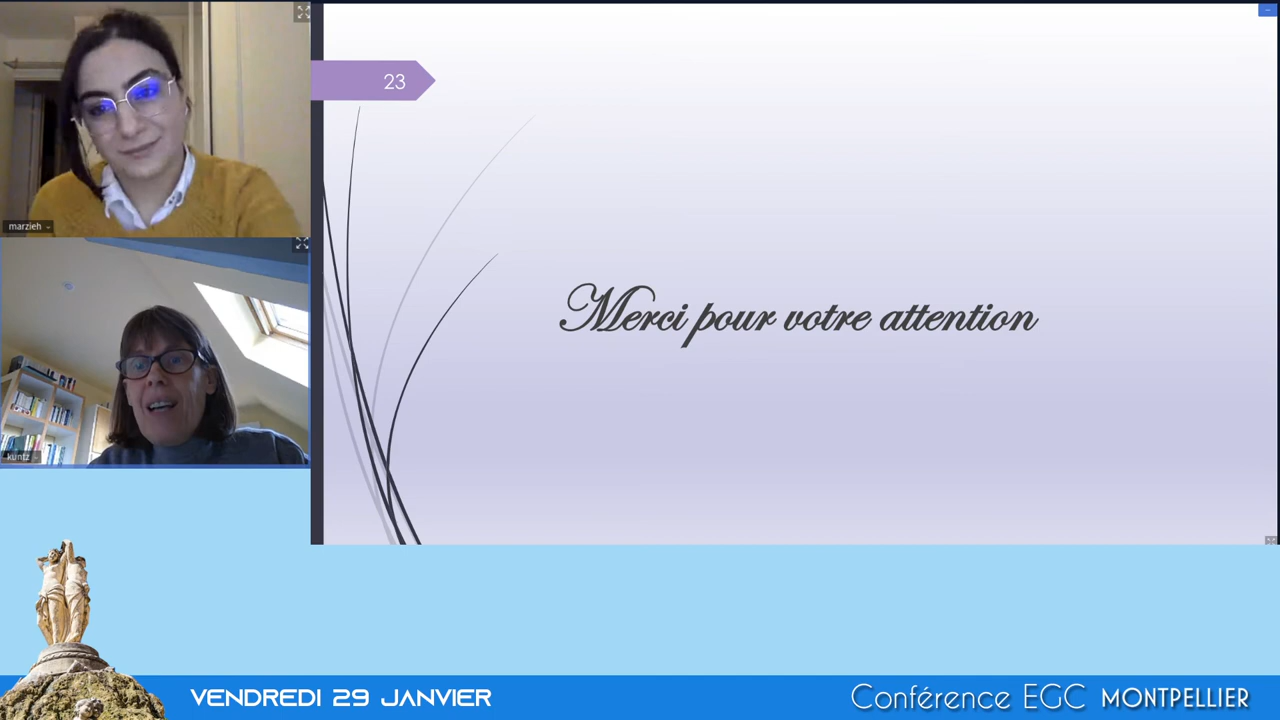 marzieh
kuntz
23
Merci pour votre attention
VENDREDI 29 JANVIER
Conférence EGC MONTPELLIER